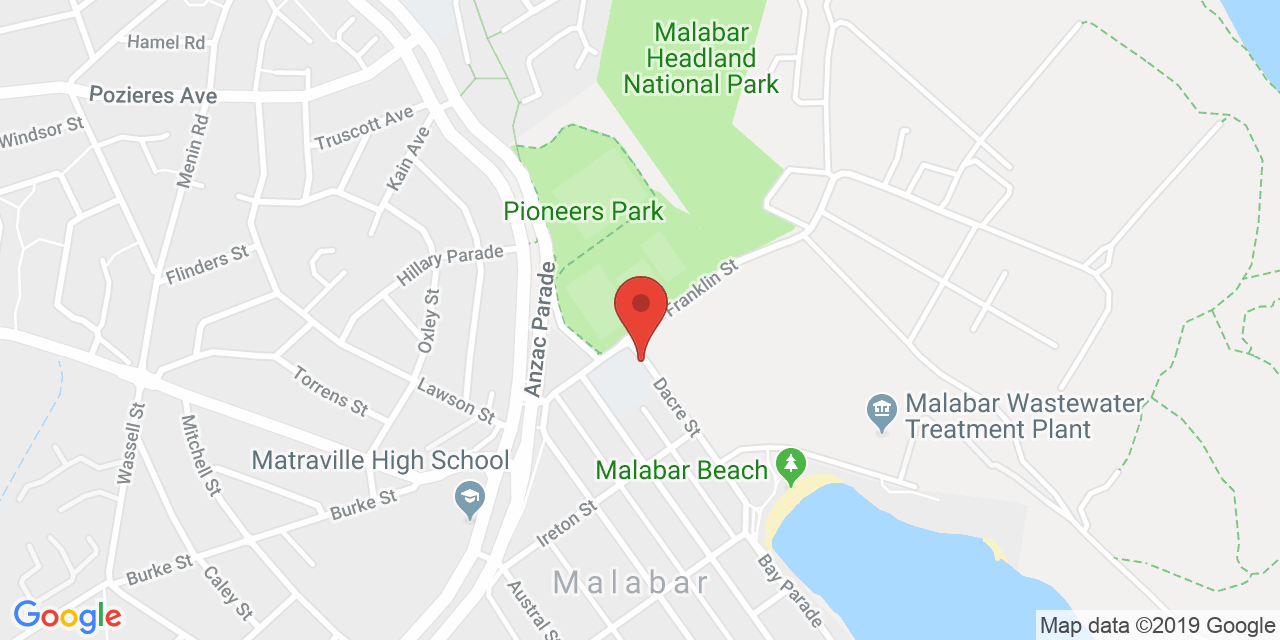 Malabar
Headland
National Park
Hamel Rd
Pozieres Ave
Windsor St
Menin Rd
Truscott Ave
Kain Ave
Pioneers Park
Flinders St
Hillary Parade
Oxley St
Anzac Parade
Franklin St
Torrens St
Lawson St
Dacre St
Wassell St
Mitchell St
Malabar Wastewater
Treatment Plant
Matraville High School
Malabar Beach
Burke St
Ireton St
Burke St
Caley St
Austral St
Malabar
Bay Parade
Google
Map data ©2019 Google